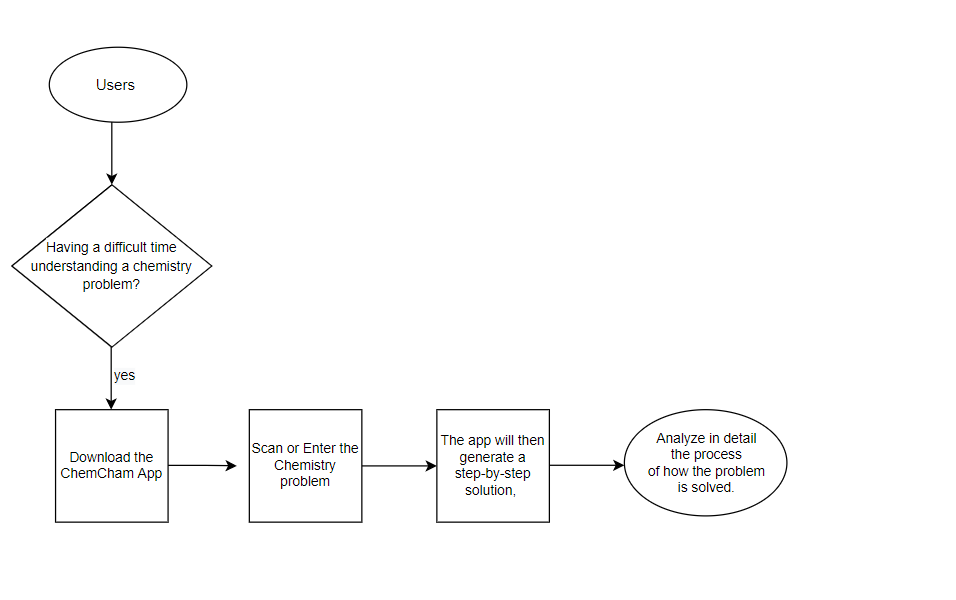 Users
Having a difficult time
understanding a chemistry
problem?
yes
Download the
ChemCham App
Scan or Enter the
Chemistry
problem
The app will then
generate a
step-by-step
solution,
Analyze in detail
the process
of how the problem
is solved.